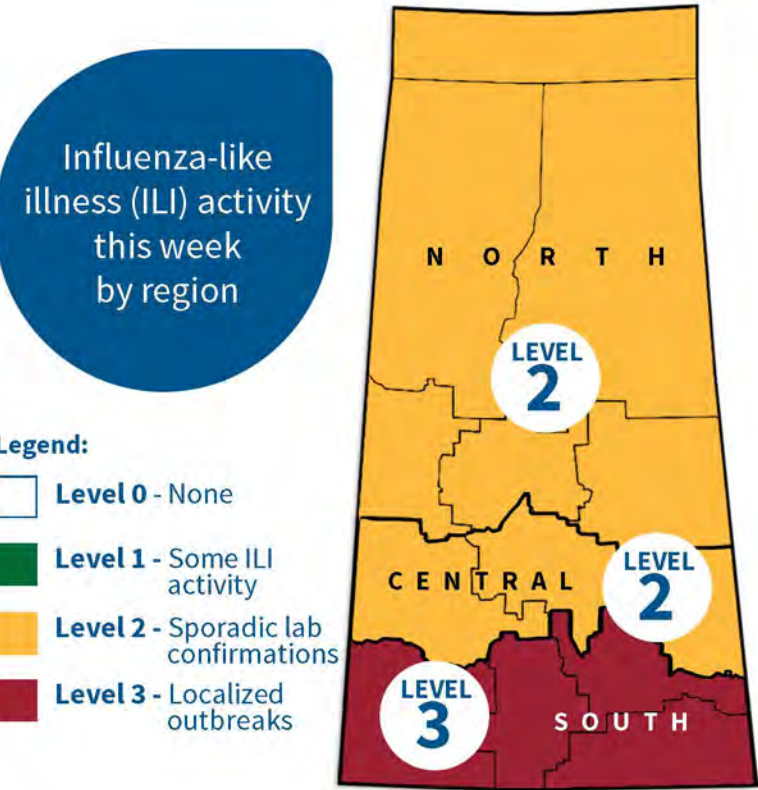 Influenza-like
illness (ILI) activity
this week
by region
NORTH
LEVEL
2
Legend:
Level 0 - None
Level 1 - Some ILI
activity
Level 2 - Sporadic lab
confirmations
Level 3 - Localized
outbreaks
CENTRAL
LEVEL
2
LEVEL
3
SOUTH